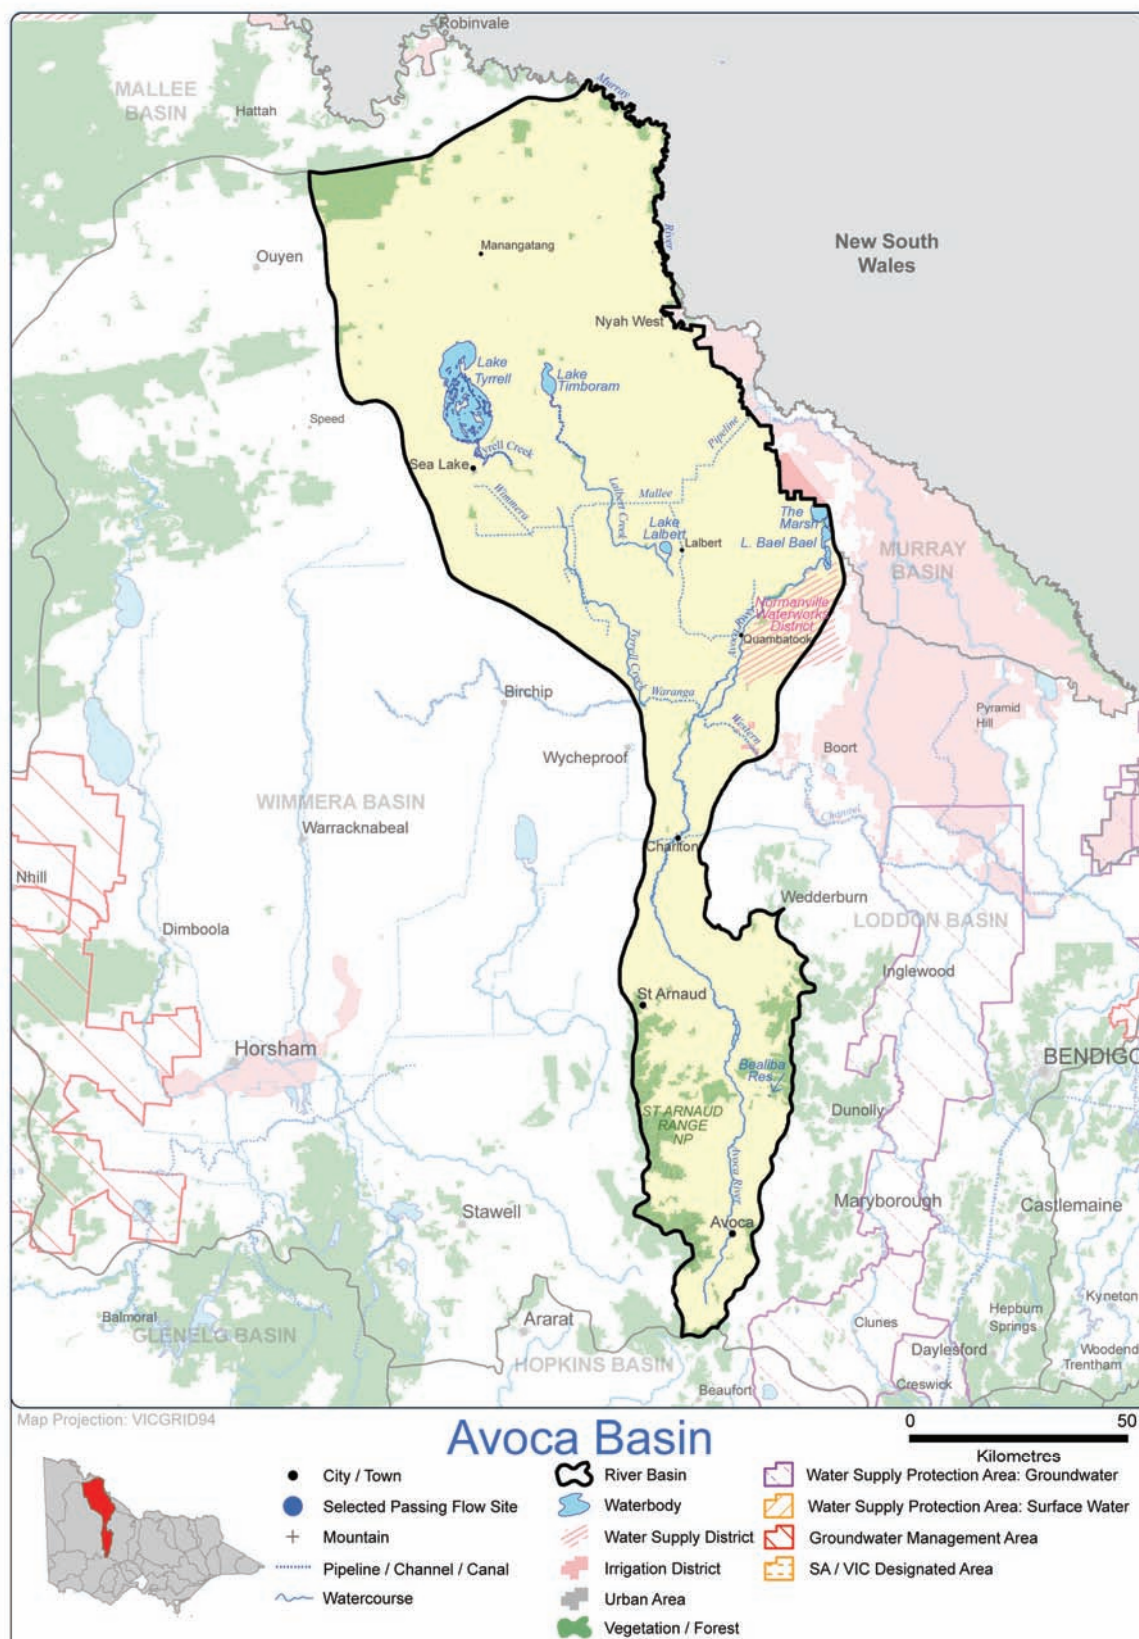 Robinvale
MALLEE
BASIN
Hattah
Murray
River
New South
Wales
Ouyen
Manangatang
Nyah West
Lake
Tyrrell
Lake
Timboram
Speed
Tyrrell Creek
Sea Lake
Pipeline
Mallee
Wimmera
Lalbert Creek
Lake
Lalbert
Lalbert
The
Marsh
L. Bael Bael
MURRAY
BASIN
Normanville
Waterworks
District
Avoca River
Quambatook
Tyrrell Creek
Birchip
Waranga
Western
Pyramid
Hill
Wycheproof
Boort
WIMMERA BASIN
Warracknabeal
Channel
Charlton
Nhill
Wedderburn
LODDON BASIN
Dimboola
Inglewood
St Arnaud
Horsham
BENDIGO
Bealiba
Res.
Dunolly
ST ARNAUD
RANGE
NP
Avoca River
Maryborough
Castlemaine
Stawell
Avoca
Balmoral
GLENELG BASIN
Ararat
HOPKINS BASIN
Clunes
Hepburn
Springs
Kyneton
Daylesford
Woodend
Trentham
Creswick
Beaufort
Map Projection: VICGRID94
Avoca Basin
0 50
Kilometres
City / Town
Selected Passing Flow Site
Mountain
Pipeline / Channel / Canal
Watercourse
River Basin
Waterbody
Water Supply District
Irrigation District
Urban Area
Vegetation / Forest
Water Supply Protection Area: Groundwater
Water Supply Protection Area: Surface Water
Groundwater Management Area
SA / VIC Designated Area